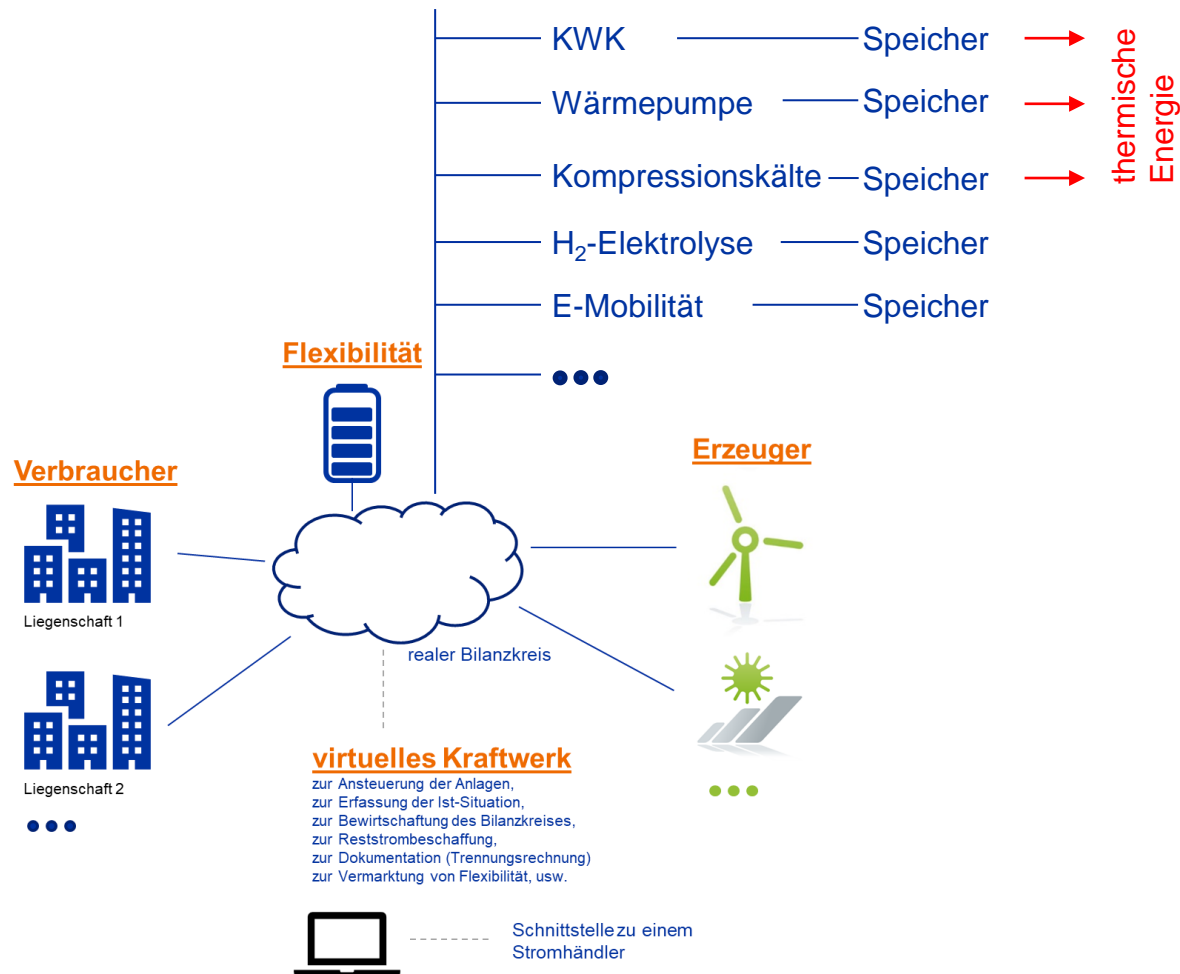 KWK Speicher
Wärmepumpe Speicher
Kompressionskälte Speicher
H₂-Elektrolyse Speicher
E-Mobilität Speicher
thermische
Energie
Flexibilität
Verbraucher
Erzeuger
Liegenschaft 1
realer Bilanzkreis
Liegenschaft 2
virtuelles Kraftwerk
zur Ansteuerung der Anlagen,
zur Erfassung der Ist-Situation,
zur Bewirtschaftung des Bilanzkreises,
zur Reststrombeschaffung,
zur Dokumentation (Trennungsrechnung)
zur Vermarktung von Flexibilität, usw.
Schnittstelle zu einem
Stromhändler